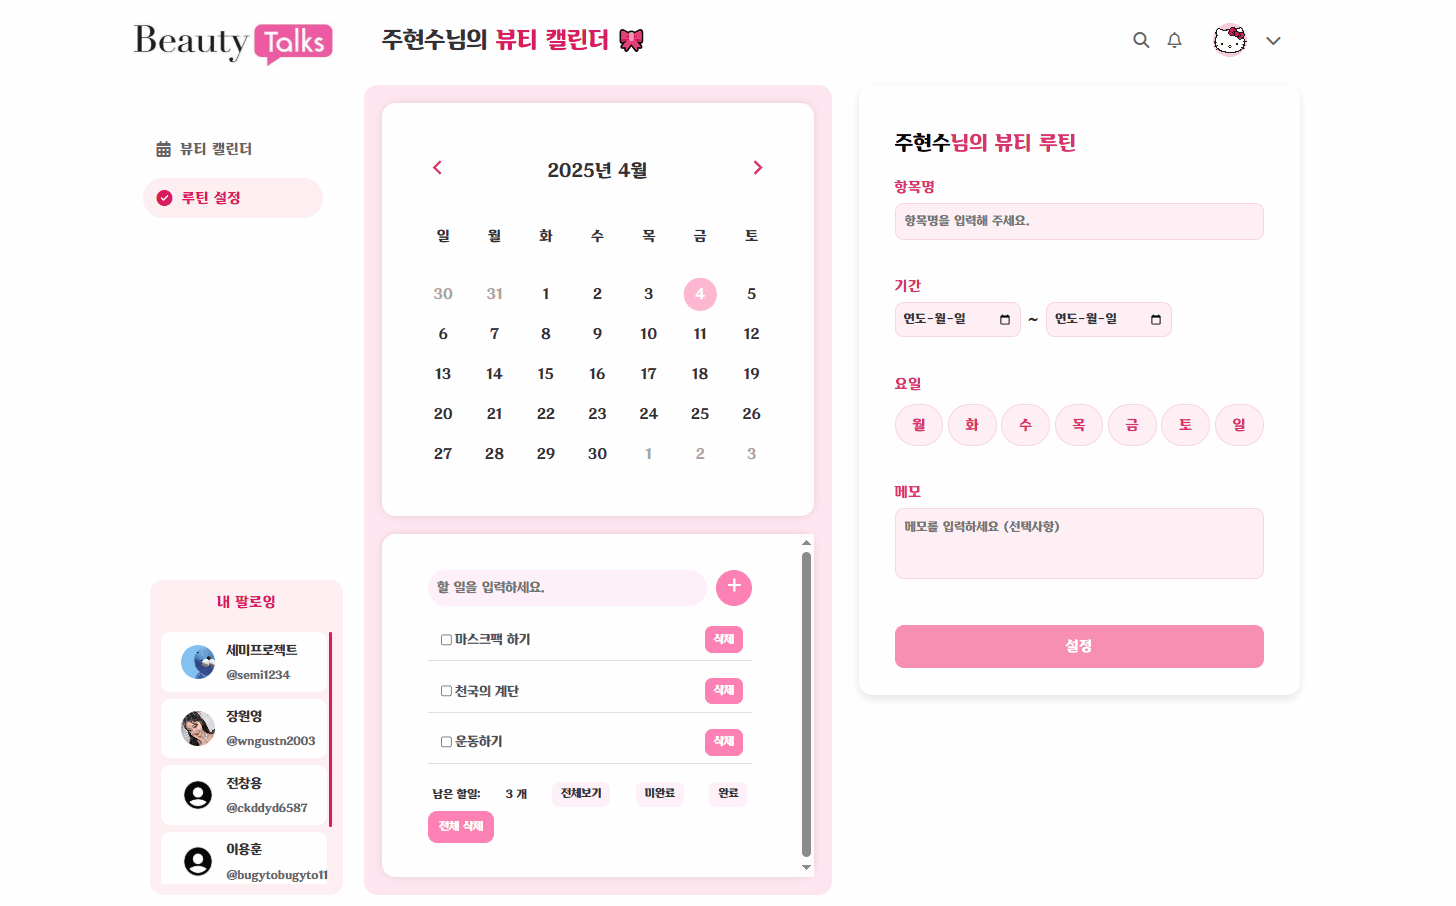 Beauty Talks
주현수님의 뷰티 캘린더
뷰티 캘린더
루틴 설정
내 팔로잉
세미프로젝트
@semi1234
장원영
@wngustn2003
전창용
@ckddyd6587
이용훈
@bugytobugyto11
2025년 4월
일 월 화 수 목 금 토
30 31 1 2 3 4 5
6 7 8 9 10 11 12
13 14 15 16 17 18 19
20 21 22 23 24 25 26
27 28 29 30 1 2 3
할 일을 입력하세요.
+
마스크팩 하기 삭제
천국의 계단 삭제
운동하기 삭제
남은 할일: 3 개 전체보기 미완료 완료
전체 삭제
주현수님의 뷰티 루틴
항목명
항목명을 입력해 주세요.
기간
연도-월-일 ~ 연도-월-일
요일
월 화 수 목 금 토 일
메모
메모를 입력하세요 (선택사항)
설정